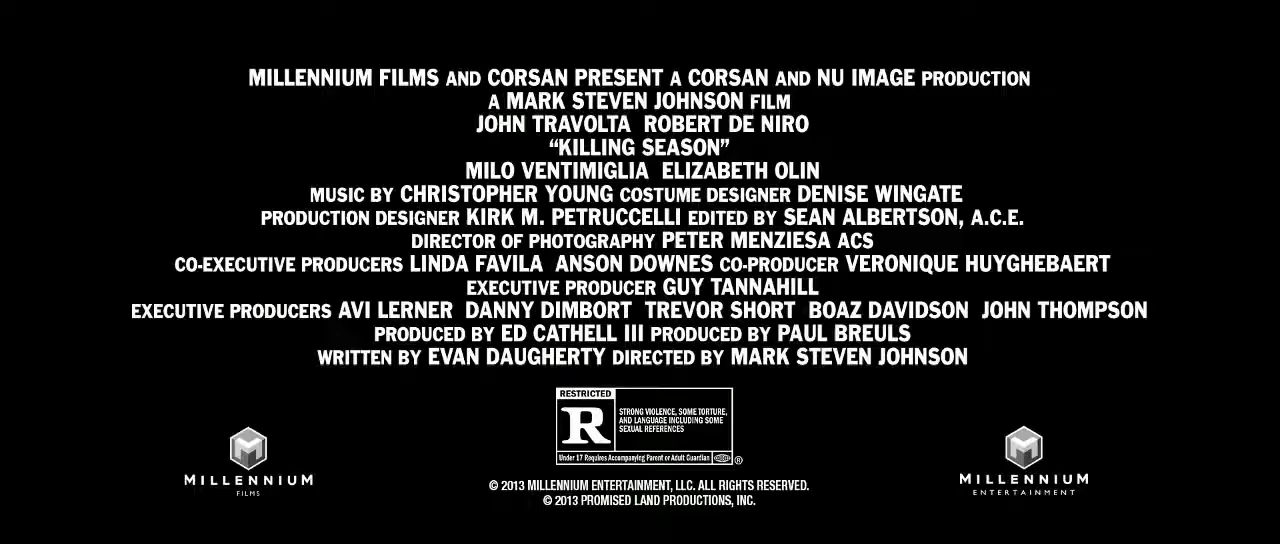 MILLENNIUM FILMS AND CORSAN PRESENT A CORSAN AND NU IMAGE PRODUCTION
A MARK STEVEN JOHNSON FILM
JOHN TRAVOLTA ROBERT DE NIRO
“KILLING SEASON”
MILO VENTIMIGLIA ELIZABETH OLIN
MUSIC BY CHRISTOPHER YOUNG COSTUME DESIGNER DENISE WINGATE
PRODUCTION DESIGNER KIRK M. PETRUCCELLI EDITED BY SEAN ALBERTSON, A.C.E.
DIRECTOR OF PHOTOGRAPHY PETER MENZIESA ACS
CO-EXECUTIVE PRODUCERS LINDA FAVILA ANSON DOWNES CO-PRODUCER VERONIQUE HUYGHEBAERT
EXECUTIVE PRODUCER GUY TANNAHILL
EXECUTIVE PRODUCERS AVI LERNER DANNY DIMBORT TREVOR SHORT BOAZ DAVIDSON JOHN THOMPSON
PRODUCED BY ED CATHELL III PRODUCED BY PAUL BREULS
WRITTEN BY EVAN DAUGHERTY DIRECTED BY MARK STEVEN JOHNSON
RESTRICTED
R
STRONG VIOLENCE, SOME TORTURE,
AND LANGUAGE INCLUDING SOME
SEXUAL REFERENCES
Under 17 Requires Accompanying Parent or Adult Guardian
®
MILLENNIUM
FILMS
MILLENNIUM
ENTERTAINMENT
© 2013 MILLENNIUM ENTERTAINMENT, LLC. ALL RIGHTS RESERVED.
© 2013 PROMISED LAND PRODUCTIONS, INC.